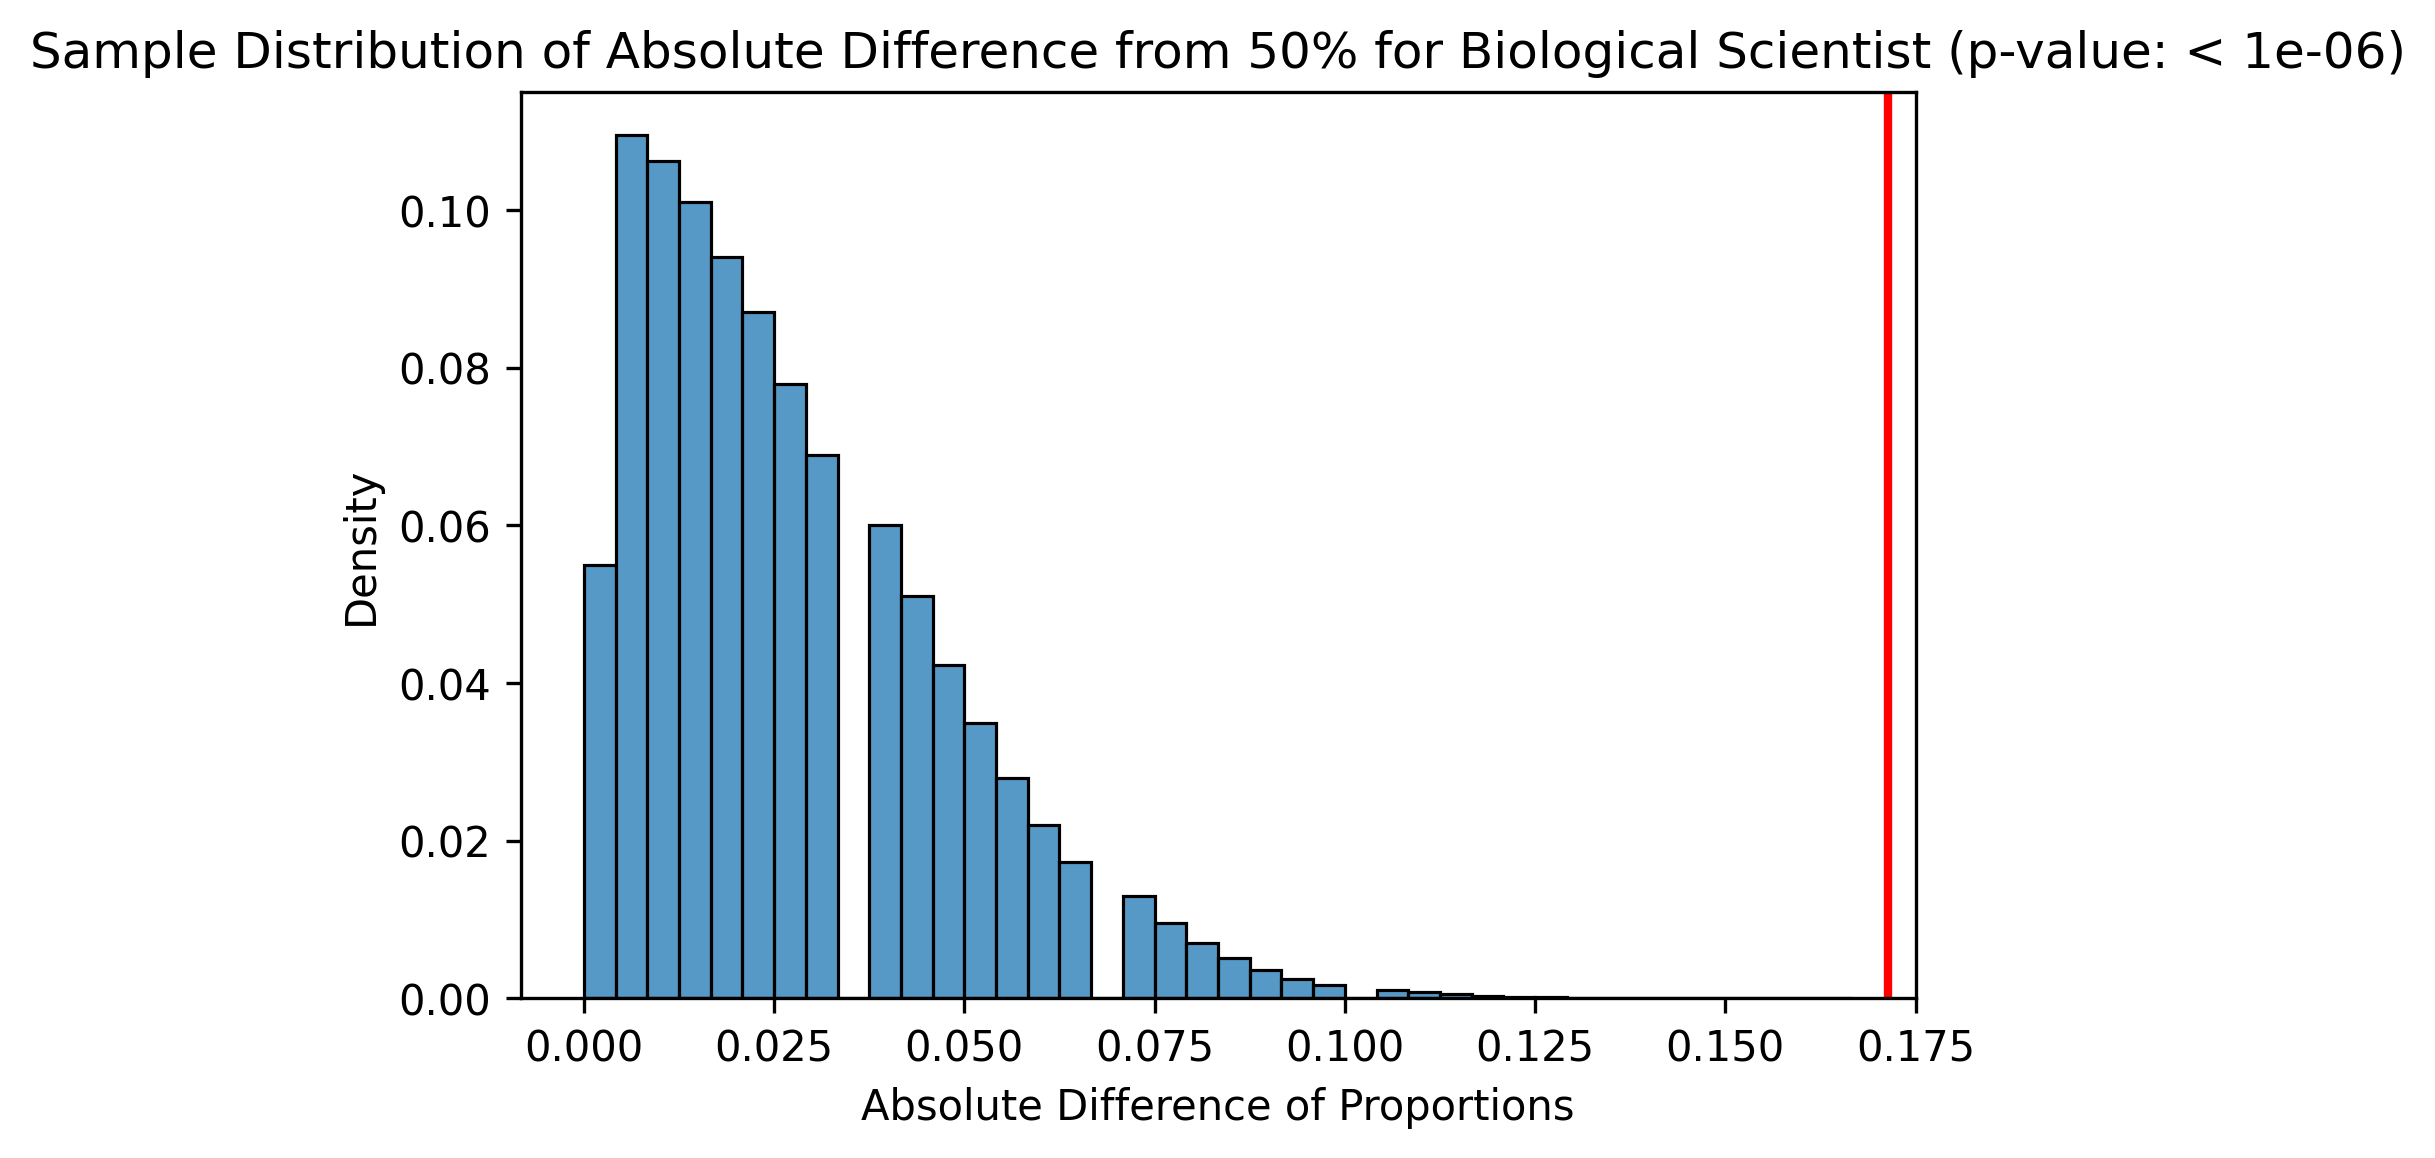 Sample Distribution of Absolute Difference from 50% for Biological Scientist (p-value: < 1e-06)
0.10
0.08
0.06
0.04
0.02
0.00
Density
0.000 0.025 0.050 0.075 0.100 0.125 0.150 0.175
Absolute Difference of Proportions